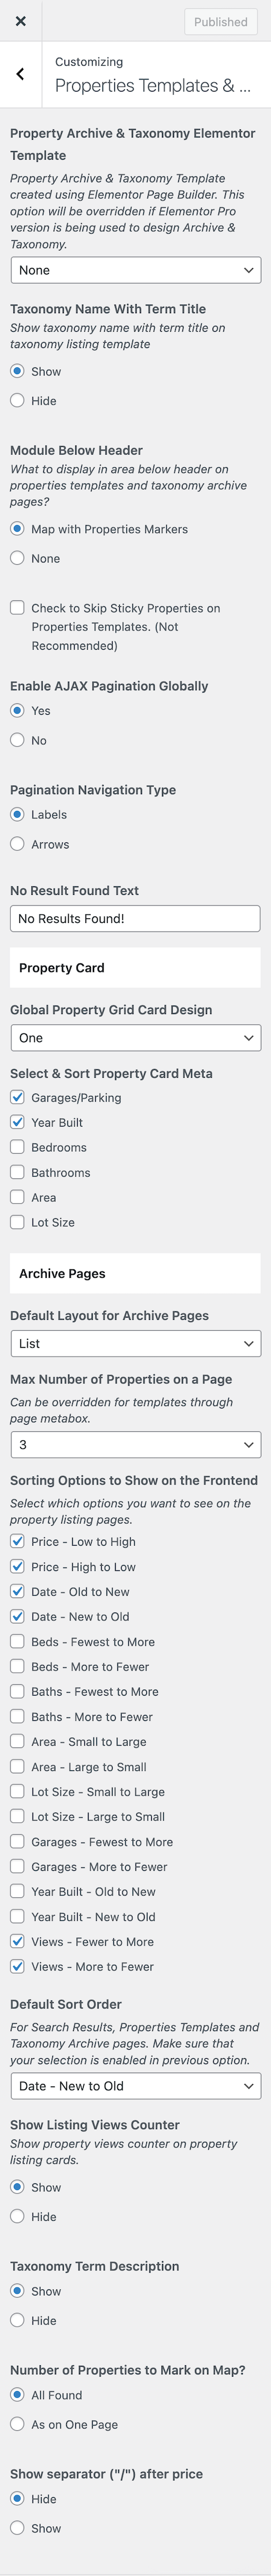 Published
Customizing
Properties Templates & ...
Property Archive & Taxonomy Elementor
Template
Property Archive & Taxonomy Template
created using Elementor Page Builder. This
option will be overridden if Elementor Pro
version is being used to design Archive &
Taxonomy.
None
Taxonomy Name With Term Title
Show taxonomy name with term title on
taxonomy listing template
Show
Hide
Module Below Header
What to display in area below header on
properties templates and taxonomy archive
pages?
Map with Properties Markers
None
Check to Skip Sticky Properties on
Properties Templates. (Not
Recommended)
Enable AJAX Pagination Globally
Yes
No
Pagination Navigation Type
Labels
Arrows
No Result Found Text
No Results Found!
Property Card
Global Property Grid Card Design
One
Select & Sort Property Card Meta
Garages/Parking
Year Built
Bedrooms
Bathrooms
Area
Lot Size
Archive Pages
Default Layout for Archive Pages
List
Max Number of Properties on a Page
Can be overridden for templates through
page metabox.
3
Sorting Options to Show on the Frontend
Select which options you want to see on the
property listing pages.
Price - Low to High
Price - High to Low
Date - Old to New
Date - New to Old
Beds - Fewest to More
Beds - More to Fewer
Baths - Fewest to More
Baths - More to Fewer
Area - Small to Large
Area - Large to Small
Lot Size - Small to Large
Lot Size - Large to Small
Garages - Fewest to More
Garages - More to Fewer
Year Built - Old to New
Year Built - New to Old
Views - Fewer to More
Views - More to Fewer
Default Sort Order
For Search Results, Properties Templates and
Taxonomy Archive pages. Make sure that
your selection is enabled in previous option.
Date - New to Old
Show Listing Views Counter
Show property views counter on property
listing cards.
Show
Hide
Taxonomy Term Description
Show
Hide
Number of Properties to Mark on Map?
All Found
As on One Page
Show separator ("/") after price
Hide
Show